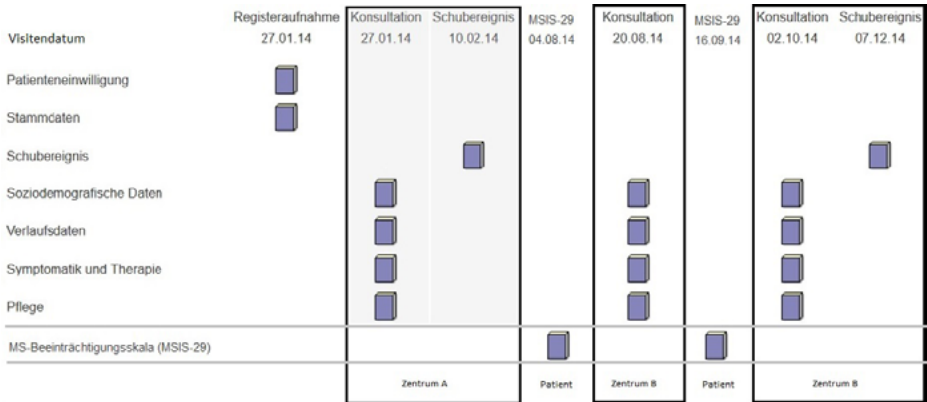 Registeraufnahme Konsultation Schubereignis MSIS-29 Konsultation MSIS-29 Konsultation Schubereignis
Visitendatum 27.01.14 27.01.14 10.02.14 04.08.14 20.08.14 16.09.14 02.10.14 07.12.14
Patienteneinwilligung
Stammdaten
Schubereignis
Soziodemografische Daten
Verlaufsdaten
Symptomatik und Therapie
Pflege
MS-Beeinträchtigungsskala (MSIS-29)
Zentrum A Patient Zentrum B Patient Zentrum B